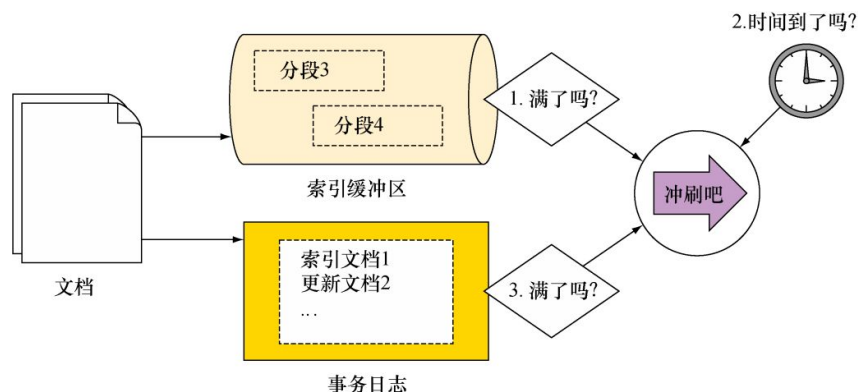 2.时间到了吗?
分段3
分段4
1. 满了吗?
索引缓冲区
冲刷吧
索引文档1
更新文档2
...
3. 满了吗?
文档
事务日志